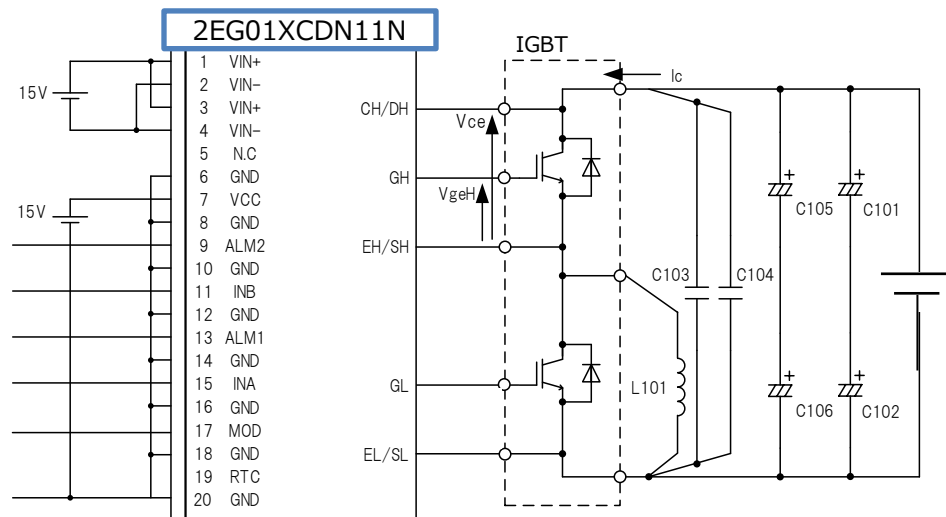 2EG01XCDN11N
IGBT
Ic
15V
15V
1 VIN+
2 VIN-
3 VIN+
4 VIN-
5 N.C
6 GND
7 VCC
8 GND
9 ALM2
10 GND
11 INB
12 GND
13 ALM1
14 GND
15 INA
16 GND
17 MOD
18 GND
19 RTC
20 GND
CH/DH
GH
EH/SH
GL
EL/SL
Vce
VgeH
L101
C103
C104
C105
C101
C106
C102
+
+
+
+